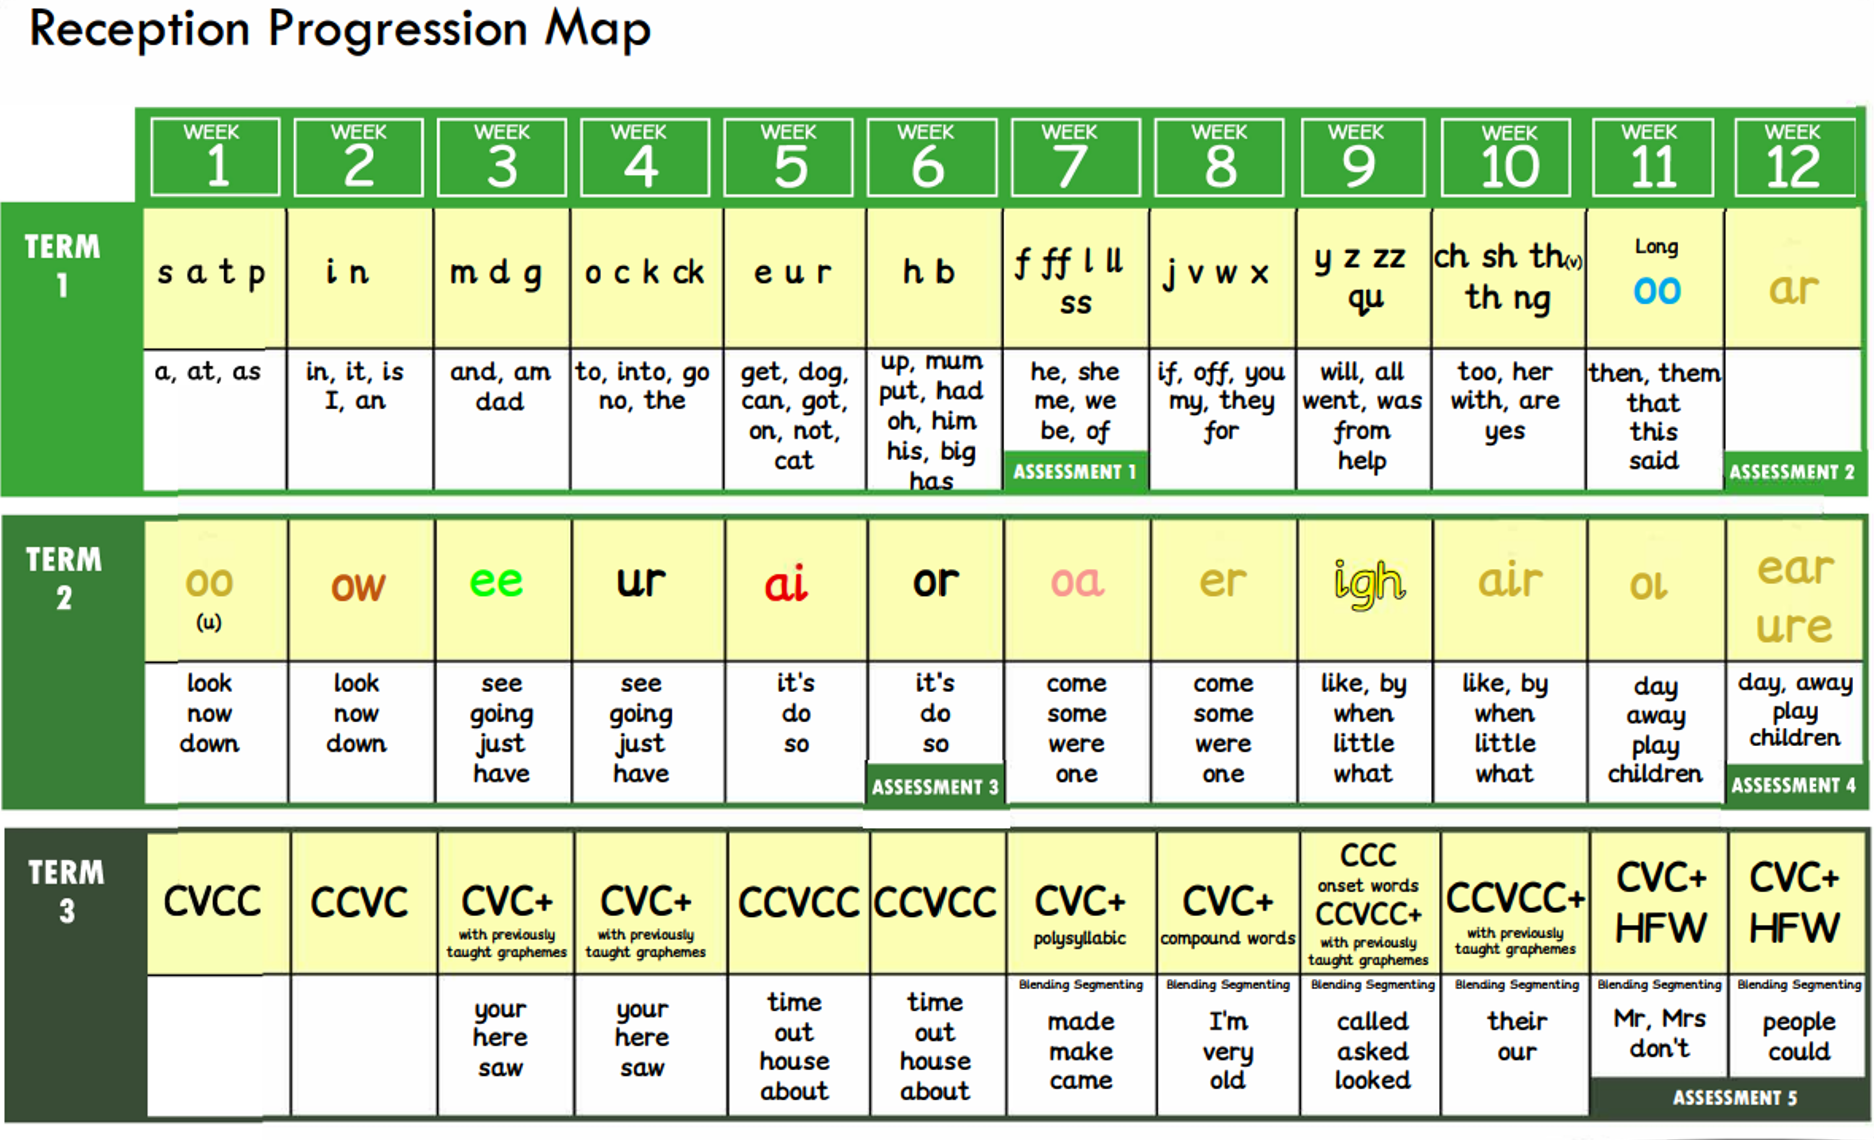 Reception Progression Map
WEEK 1
WEEK 2
WEEK 3
WEEK 4
WEEK 5
WEEK 6
WEEK 7
WEEK 8
WEEK 9
WEEK 10
WEEK 11
WEEK 12
TERM
1
s a t p
i n
m d g
o c k ck
e u r
h b
f ff l ll
ss
j v w x
y z zz
qu
ch sh th(v)
th ng
Long
oo
ar
a, at, as
in, it, is
I, an
and, am
dad
to, into, go
no, the
get, dog,
can, got,
on, not,
cat
up, mum
put, had
oh, him
his, big
has
he, she
me, we
be, of
ASSESSMENT 1
if, off, you
my, they
for
will, all
went, was
from
help
too, her
with, are
yes
then, them
that
this
said
ASSESSMENT 2
TERM
2
oo
(u)
ow
ee
ur
ai
or
oa
er
igh
air
oi
ear
ure
look
now
down
look
now
down
see
going
just
have
see
going
just
have
it's
do
so
it's
do
so
ASSESSMENT 3
come
some
were
one
come
some
were
one
like, by
when
little
what
like, by
when
little
what
day
away
play
children
day, away
play
children
ASSESSMENT 4
TERM
3
CVCC
CCVC
CVC+
with previously
taught graphemes
CVC+
with previously
taught graphemes
CCVCC
CCVCC
CVC+
polysyllabic
CVC+
compound words
CCC
onset words
CCVCC+
with previously
taught graphemes
CCVCC+
with previously
taught graphemes
CVC+
HFW
CVC+
HFW
your
here
saw
your
here
saw
time
out
house
about
time
out
house
about
Blending Segmenting
made
make
came
Blending Segmenting
I'm
very
old
Blending Segmenting
called
asked
looked
Blending Segmenting
their
our
Blending Segmenting
Mr, Mrs
don't
Blending Segmenting
people
could
ASSESSMENT 5